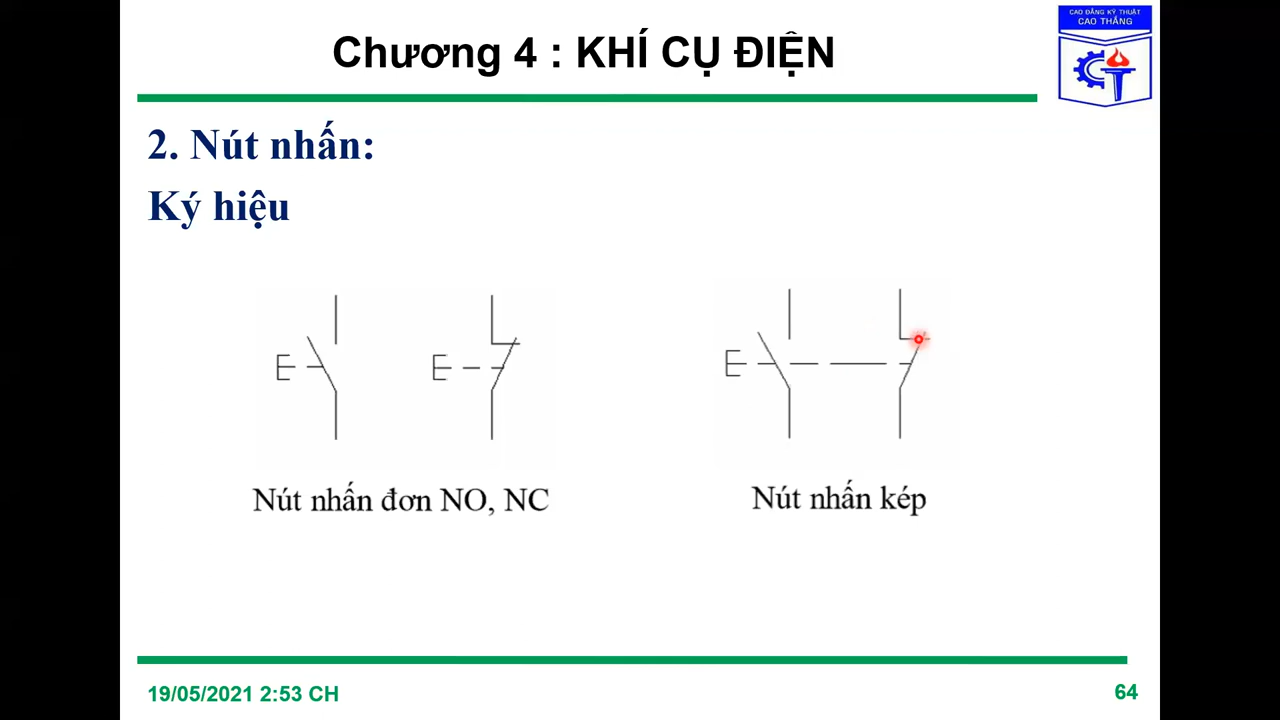 Chương 4 : KHÍ CỤ ĐIỆN
CAO ĐẲNG KỸ THUẬT
CAO THẮNG
2. Nút nhấn:
Ký hiệu
Nút nhấn đơn NO, NC
Nút nhấn kép
19/05/2021 2:53 CH
64